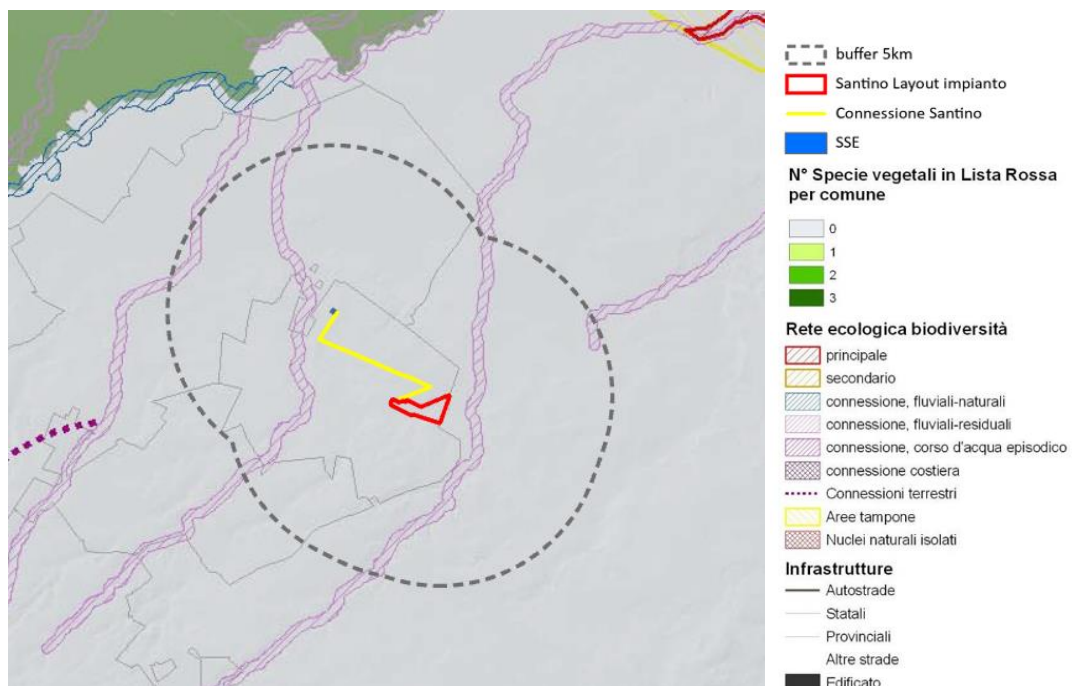 buffer 5km
Santino Layout impianto
Connessione Santino
SSE
N° Specie vegetali in Lista Rossa
per comune
0
1
2
3
Rete ecologica biodiversità
principale
secondario
connessione, fluviali-naturali
connessione, fluviali-residuali
connessione, corso d'acqua episodico
connessione costiera
Connessioni terrestri
Aree tampone
Nuclei naturali isolati
Infrastrutture
Autostrade
Statali
Provinciali
Altre strade
Edificato